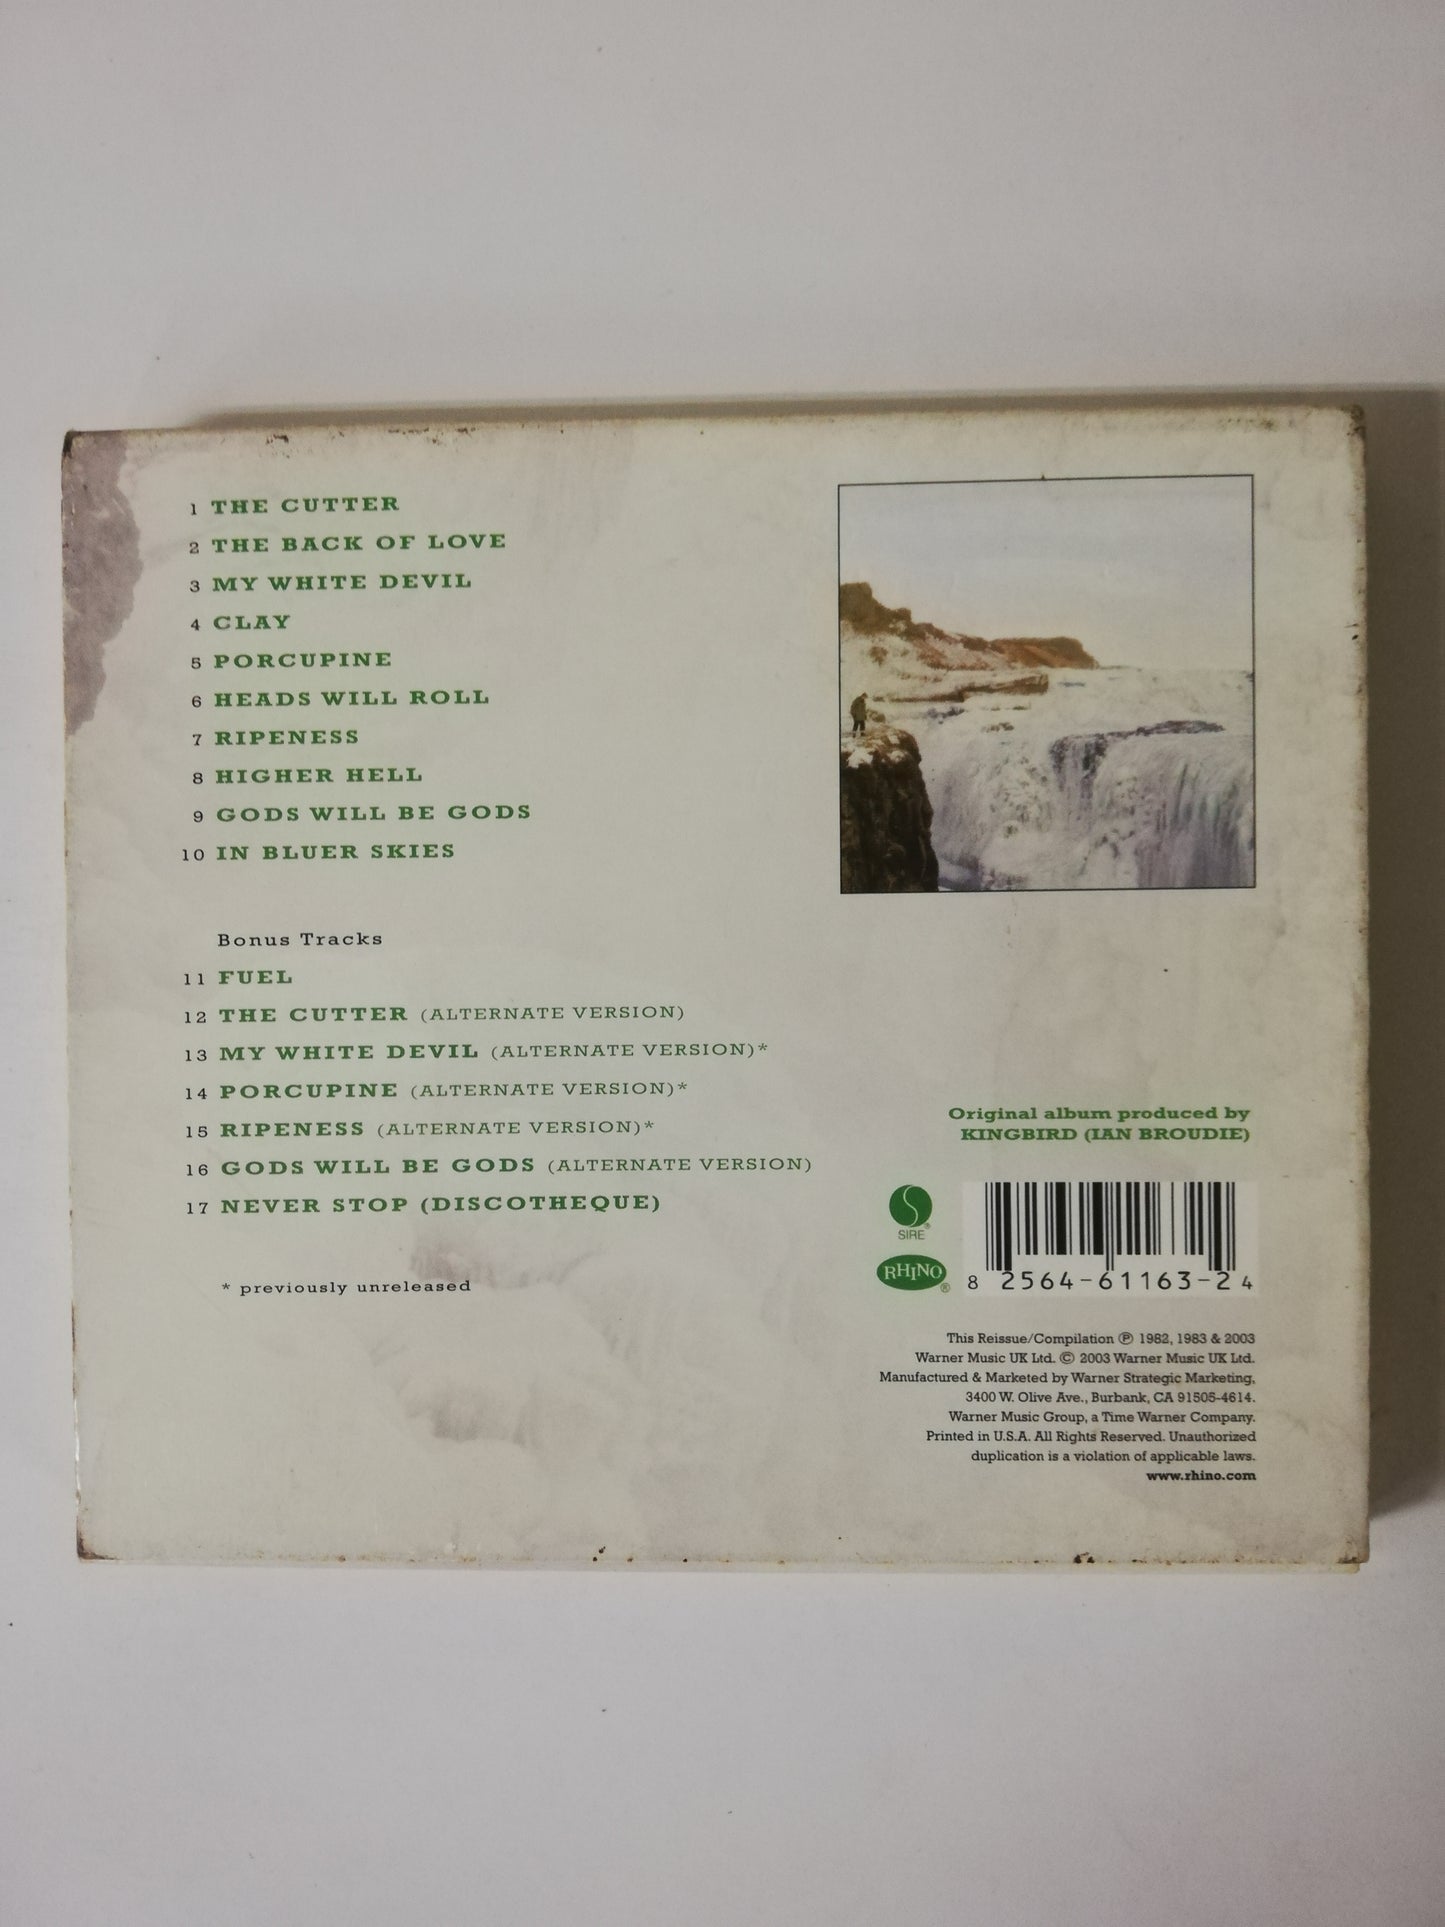 1 THE CUTTER
2 THE BACK OF LOVE
3 MY WHITE DEVIL
4 CLAY
5 PORCUPINE
6 HEADS WILL ROLL
7 RIPENESS
8 HIGHER HELL
9 GODS WILL BE GODS
10 IN BLUER SKIES
Bonus Tracks
11 FUEL
12 THE CUTTER (ALTERNATE VERSION)
13 MY WHITE DEVIL (ALTERNATE VERSION)*
14 PORCUPINE (ALTERNATE VERSION)*
15 RIPENESS (ALTERNATE VERSION)*
16 GODS WILL BE GODS (ALTERNATE VERSION)
17 NEVER STOP (DISCOTHEQUE)
* previously unreleased
Original album produced by
KINGBIRD (IAN BROUDIE)
SIRE®
RHINO®
8 2564-61163-2 4
This Reissue/Compilation ℗ 1982, 1983 & 2003
Warner Music UK Ltd. © 2003 Warner Music UK Ltd.
Manufactured & Marketed by Warner Strategic Marketing,
3400 W. Olive Ave., Burbank, CA 91505-4614.
Warner Music Group, a Time Warner Company.
Printed in U.S.A. All Rights Reserved. Unauthorized
duplication is a violation of applicable laws.
www.rhino.com